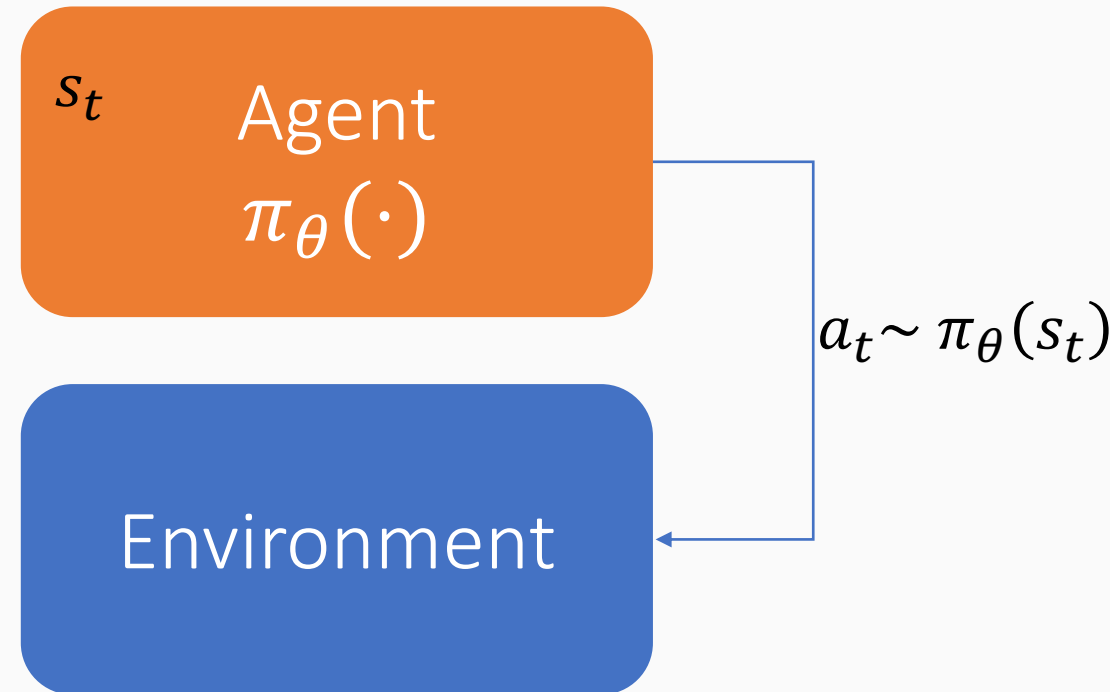 s_t
Agent
π_θ(·)
a_t ~ π_θ(s_t)
Environment